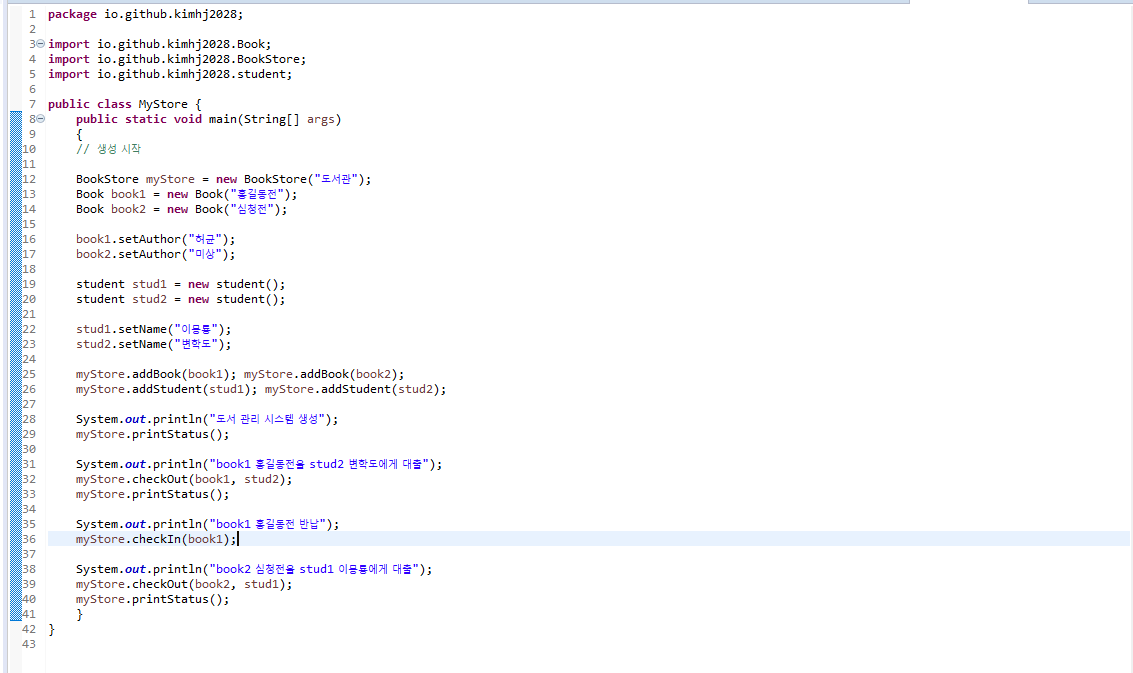 1 package io.github.kimhj2028;
2
3 import io.github.kimhj2028.Book;
4 import io.github.kimhj2028.BookStore;
5 import io.github.kimhj2028.student;
6
7 public class MyStore {
8 public static void main(String[] args)
9 {
10 // 생성 시작
11
12 BookStore myStore = new BookStore("도서관");
13 Book book1 = new Book("홍길동전");
14 Book book2 = new Book("심청전");
15
16 book1.setAuthor("허균");
17 book2.setAuthor("미상");
18
19 student stud1 = new student();
20 student stud2 = new student();
21
22 stud1.setName("이몽룡");
23 stud2.setName("변학도");
24
25 myStore.addBook(book1); myStore.addBook(book2);
26 myStore.addStudent(stud1); myStore.addStudent(stud2);
27
28 System.out.println("도서 관리 시스템 생성");
29 myStore.printStatus();
30
31 System.out.println("book1 홍길동전을 stud2 변학도에게 대출");
32 myStore.checkOut(book1, stud2);
33 myStore.printStatus();
34
35 System.out.println("book1 홍길동전 반납");
36 myStore.checkIn(book1);
37
38 System.out.println("book2 심청전을 stud1 이몽룡에게 대출");
39 myStore.checkOut(book2, stud1);
40 myStore.printStatus();
41 }
42 }
43